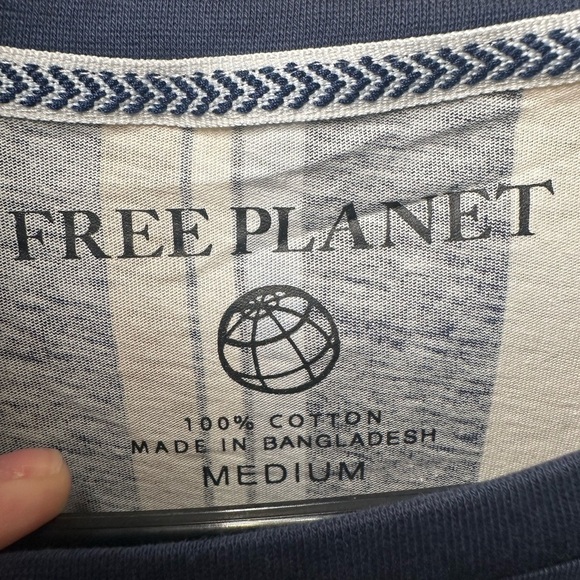 FREE PLANET
100% COTTON
MADE IN BANGLADESH
MEDIUM